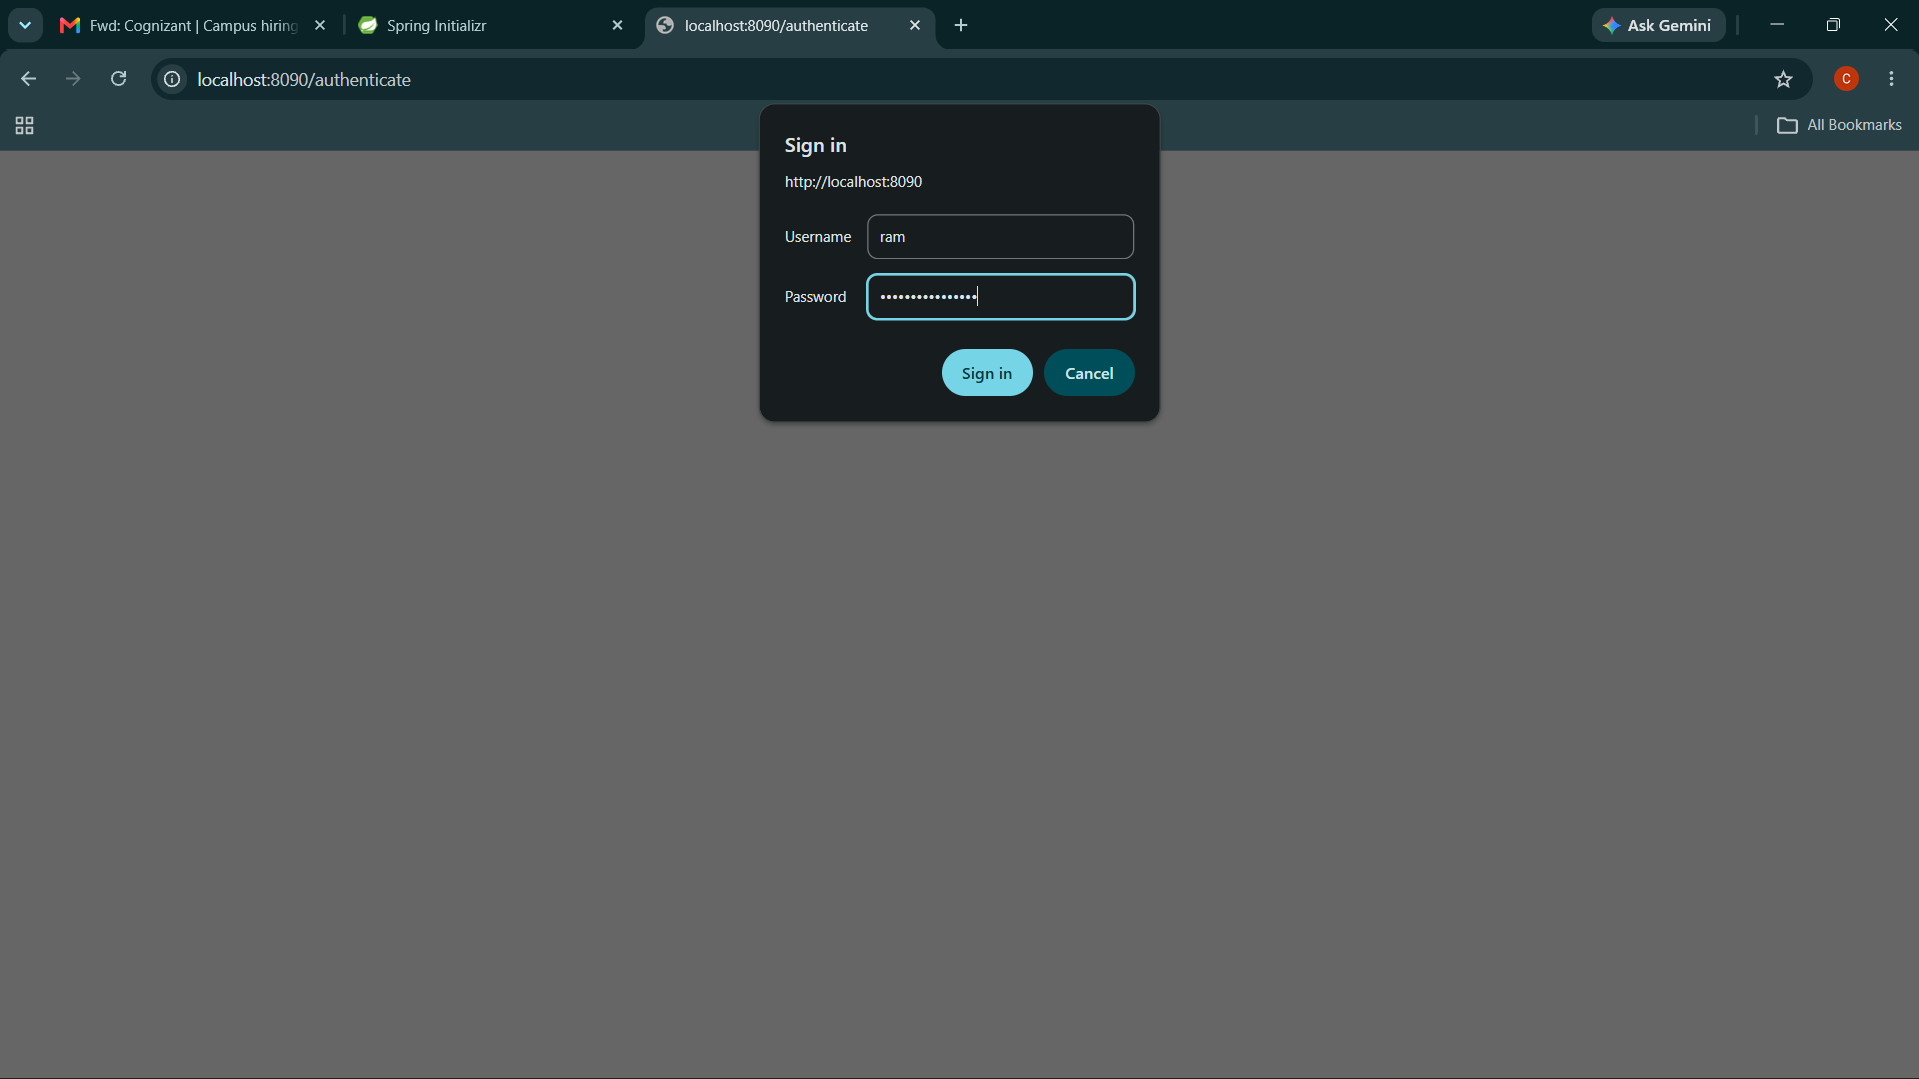 Fwd: Cognizant | Campus hiring
Spring Initializr
localhost:8090/authenticate
Ask Gemini
localhost:8090/authenticate
C
All Bookmarks
Sign in
http://localhost:8090
Username ram
Password ••••••••••••••••
Sign in Cancel